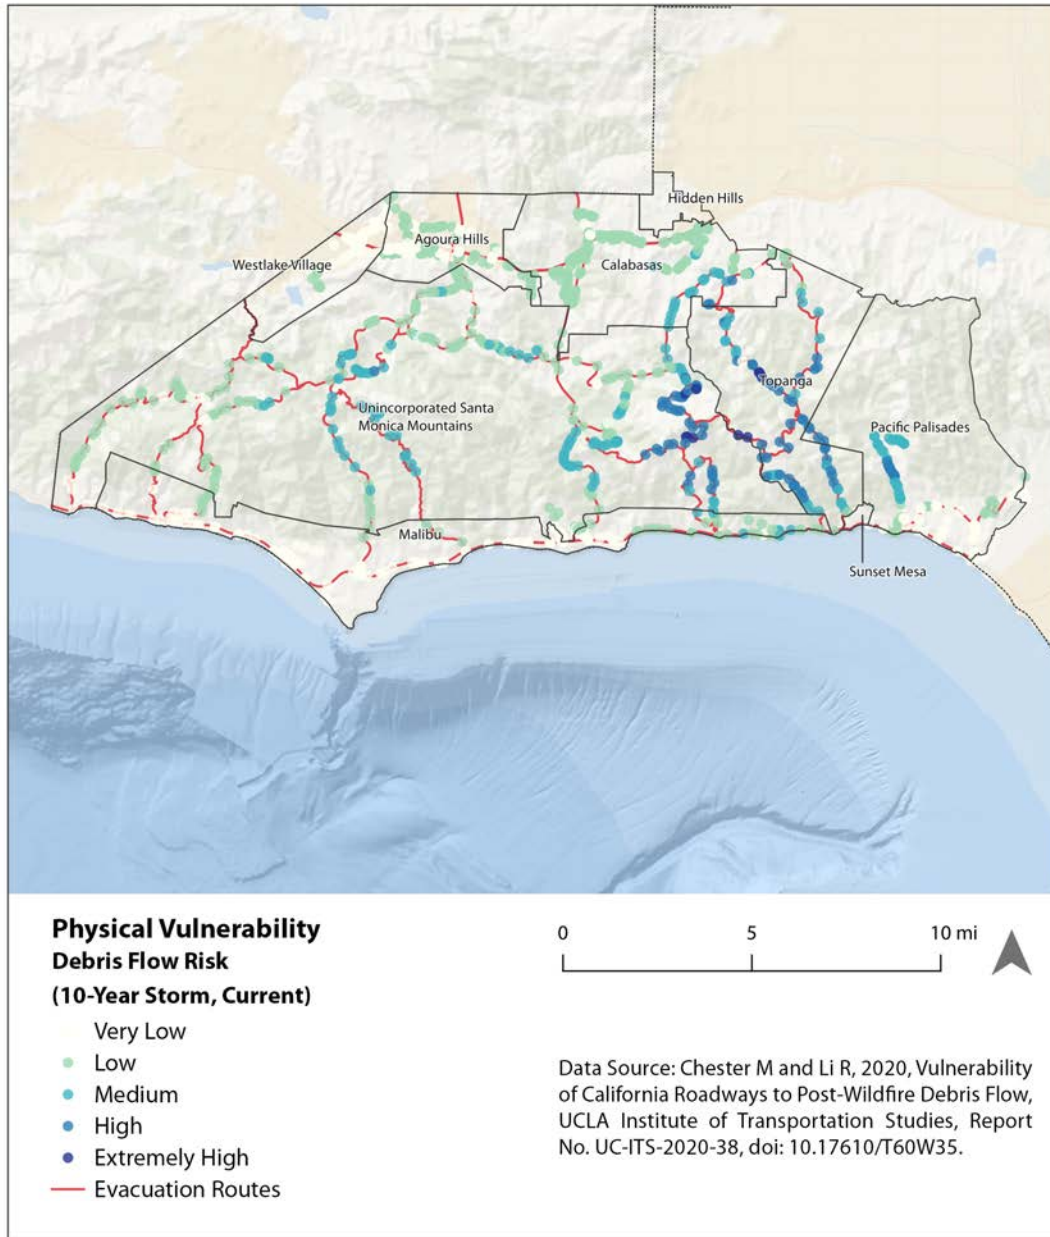 Hidden Hills
Agoura Hills
Westlake Village
Calabasas
Topanga
Unincorporated Santa
Monica Mountains
Pacific Palisades
Malibu
Sunset Mesa
Physical Vulnerability
Debris Flow Risk
(10-Year Storm, Current)
Very Low
Low
Medium
High
Extremely High
Evacuation Routes
0 5 10 mi
Data Source: Chester M and Li R, 2020, Vulnerability
of California Roadways to Post-Wildfire Debris Flow,
UCLA Institute of Transportation Studies, Report
No. UC-ITS-2020-38, doi: 10.17610/T60W35.